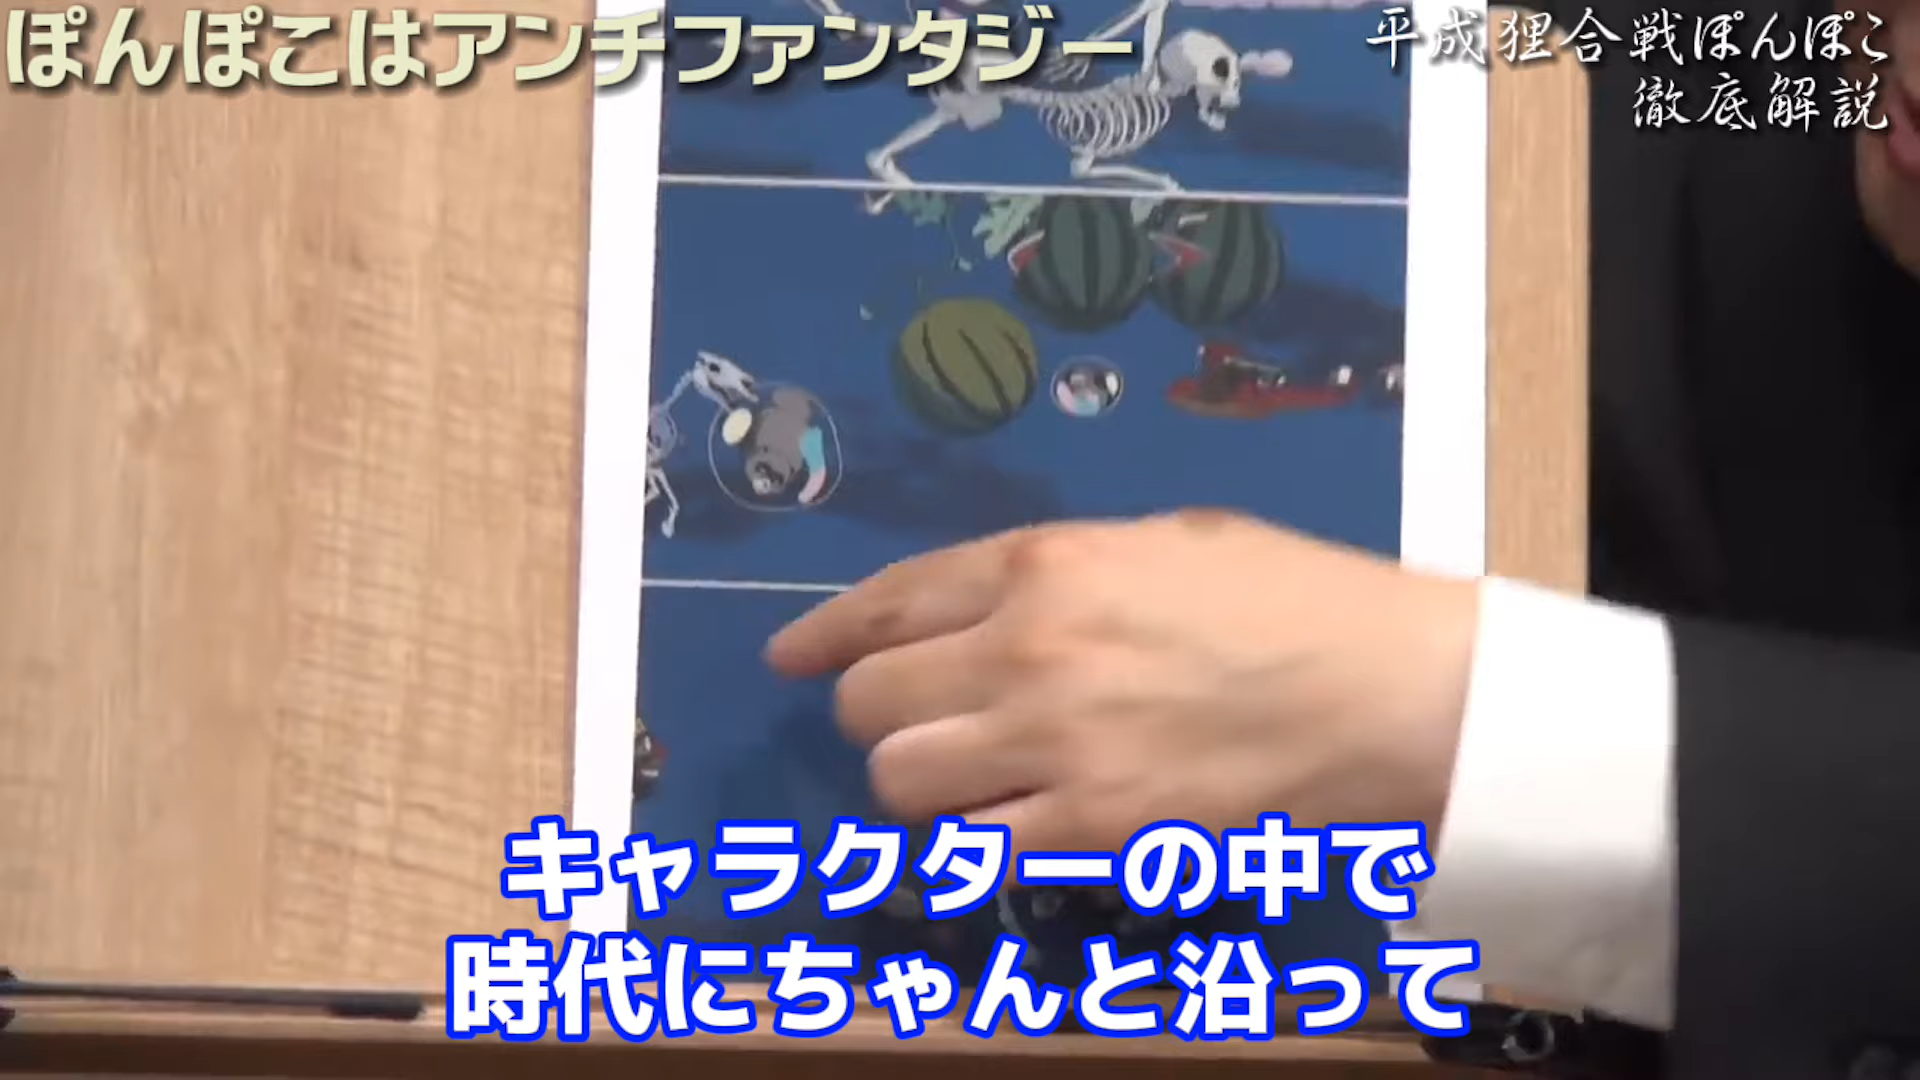 ぽんぽこはアンチファンタジー
平成狸合戦ぽんぽこ
徹底解説
キャラクターの中で
時代にちゃんと沿って